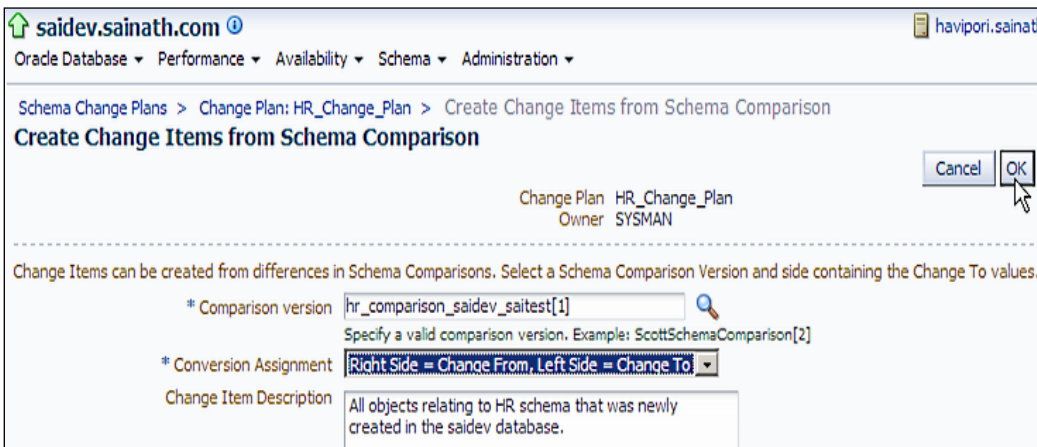 saidev.sainath.com
havipori.sainat
Oracle Database Performance Availability Schema Administration
Schema Change Plans > Change Plan: HR_Change_Plan > Create Change Items from Schema Comparison
Create Change Items from Schema Comparison
Cancel OK
Change Plan HR_Change_Plan
Owner SYSMAN
Change Items can be created from differences in Schema Comparisons. Select a Schema Comparison Version and side containing the Change To values.
* Comparison version hr_comparison_saidev_saitest[1]
Specify a valid comparison version. Example: ScottSchemaComparison[2]
* Conversion Assignment Right Side = Change From, Left Side = Change To
Change Item Description All objects relating to HR schema that was newly
created in the saidev database.